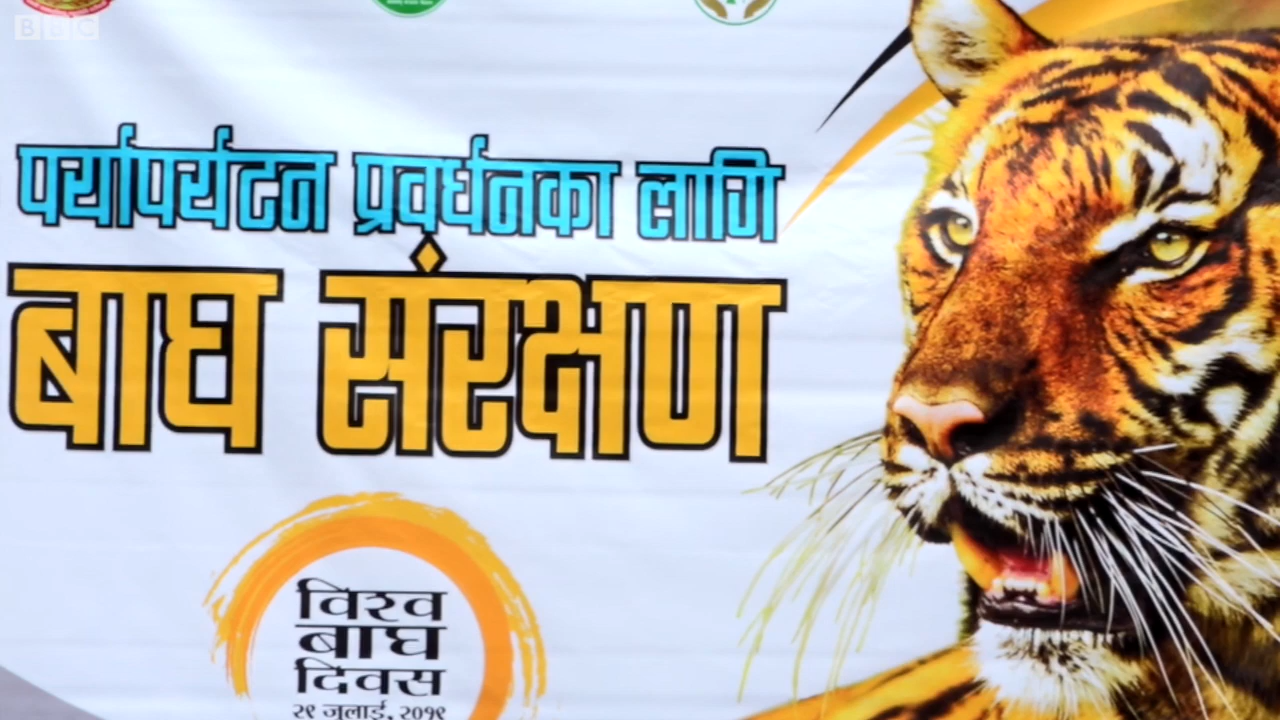 BBC
पर्यापर्यटन प्रवर्धनका लागि
बाघ संरक्षण
विश्व
बाघ
दिवस
२९ जुलाई, २०१९